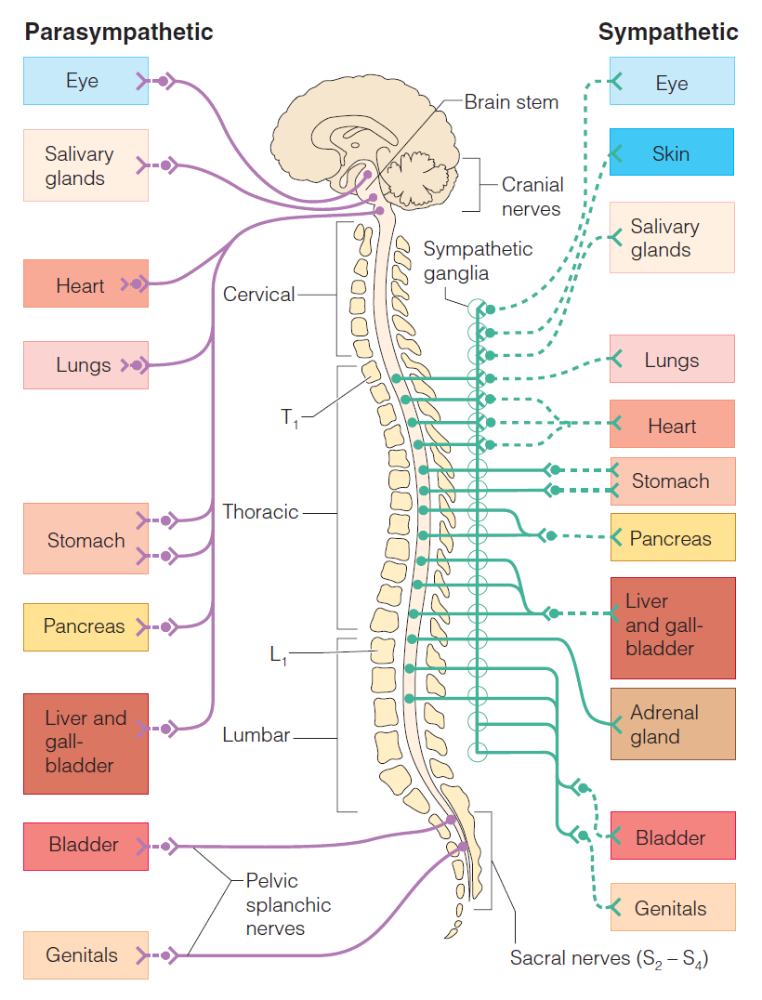 Parasympathetic
Sympathetic
Eye
Salivary
glands
Heart
Lungs
Stomach
Pancreas
Liver and
gall-
bladder
Bladder
Genitals
Brain stem
Cranial
nerves
Sympathetic
ganglia
Cervical
T1
Thoracic
L1
Lumbar
Pelvic
splanchic
nerves
Sacral nerves (S2 – S4)
Eye
Skin
Salivary
glands
Lungs
Heart
Stomach
Pancreas
Liver
and gall-
bladder
Adrenal
gland
Bladder
Genitals